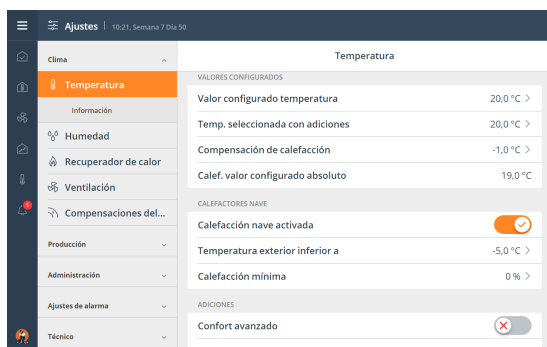 Ajustes | 10:21, Semana 7 Día 50
Clima
Temperatura
Información
Humedad
Recuperador de calor
Ventilación
Compensaciones del...
Producción
Administración
Ajustes de alarma
Técnico
1
Temperatura
VALORES CONFIGURADOS
Valor configurado temperatura 20,0 °C >
Temp. seleccionada con adiciones 20,0 °C >
Compensación de calefacción -1,0 °C >
Calef. valor configurado absoluto 19,0 °C
CALEFACTORES NAVE
Calefacción nave activada
Temperatura exterior inferior a -5,0 °C >
Calefacción mínima 0 % >
ADICIONES
Confort avanzado